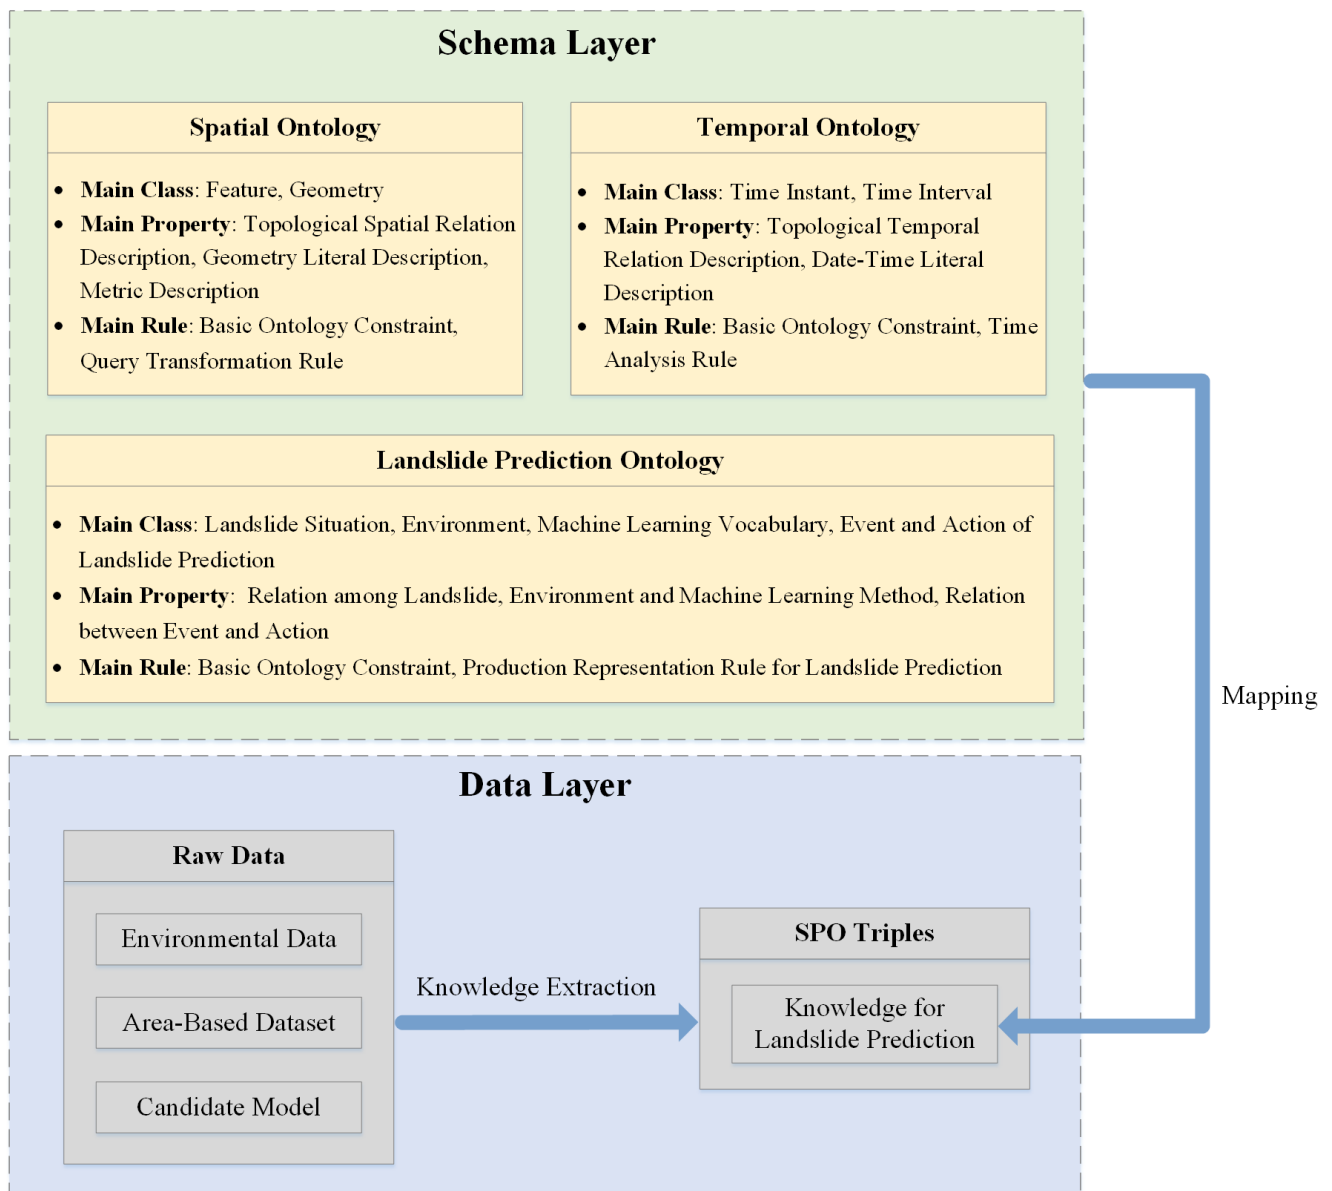 Schema Layer
Spatial Ontology
• Main Class: Feature, Geometry
• Main Property: Topological Spatial Relation
Description, Geometry Literal Description,
Metric Description
• Main Rule: Basic Ontology Constraint,
Query Transformation Rule
Temporal Ontology
• Main Class: Time Instant, Time Interval
• Main Property: Topological Temporal
Relation Description, Date-Time Literal
Description
• Main Rule: Basic Ontology Constraint, Time
Analysis Rule
Landslide Prediction Ontology
• Main Class: Landslide Situation, Environment, Machine Learning Vocabulary, Event and Action of
Landslide Prediction
• Main Property: Relation among Landslide, Environment and Machine Learning Method, Relation
between Event and Action
• Main Rule: Basic Ontology Constraint, Production Representation Rule for Landslide Prediction
Mapping
Data Layer
Raw Data
Environmental Data
Area-Based Dataset
Candidate Model
Knowledge Extraction
SPO Triples
Knowledge for
Landslide Prediction